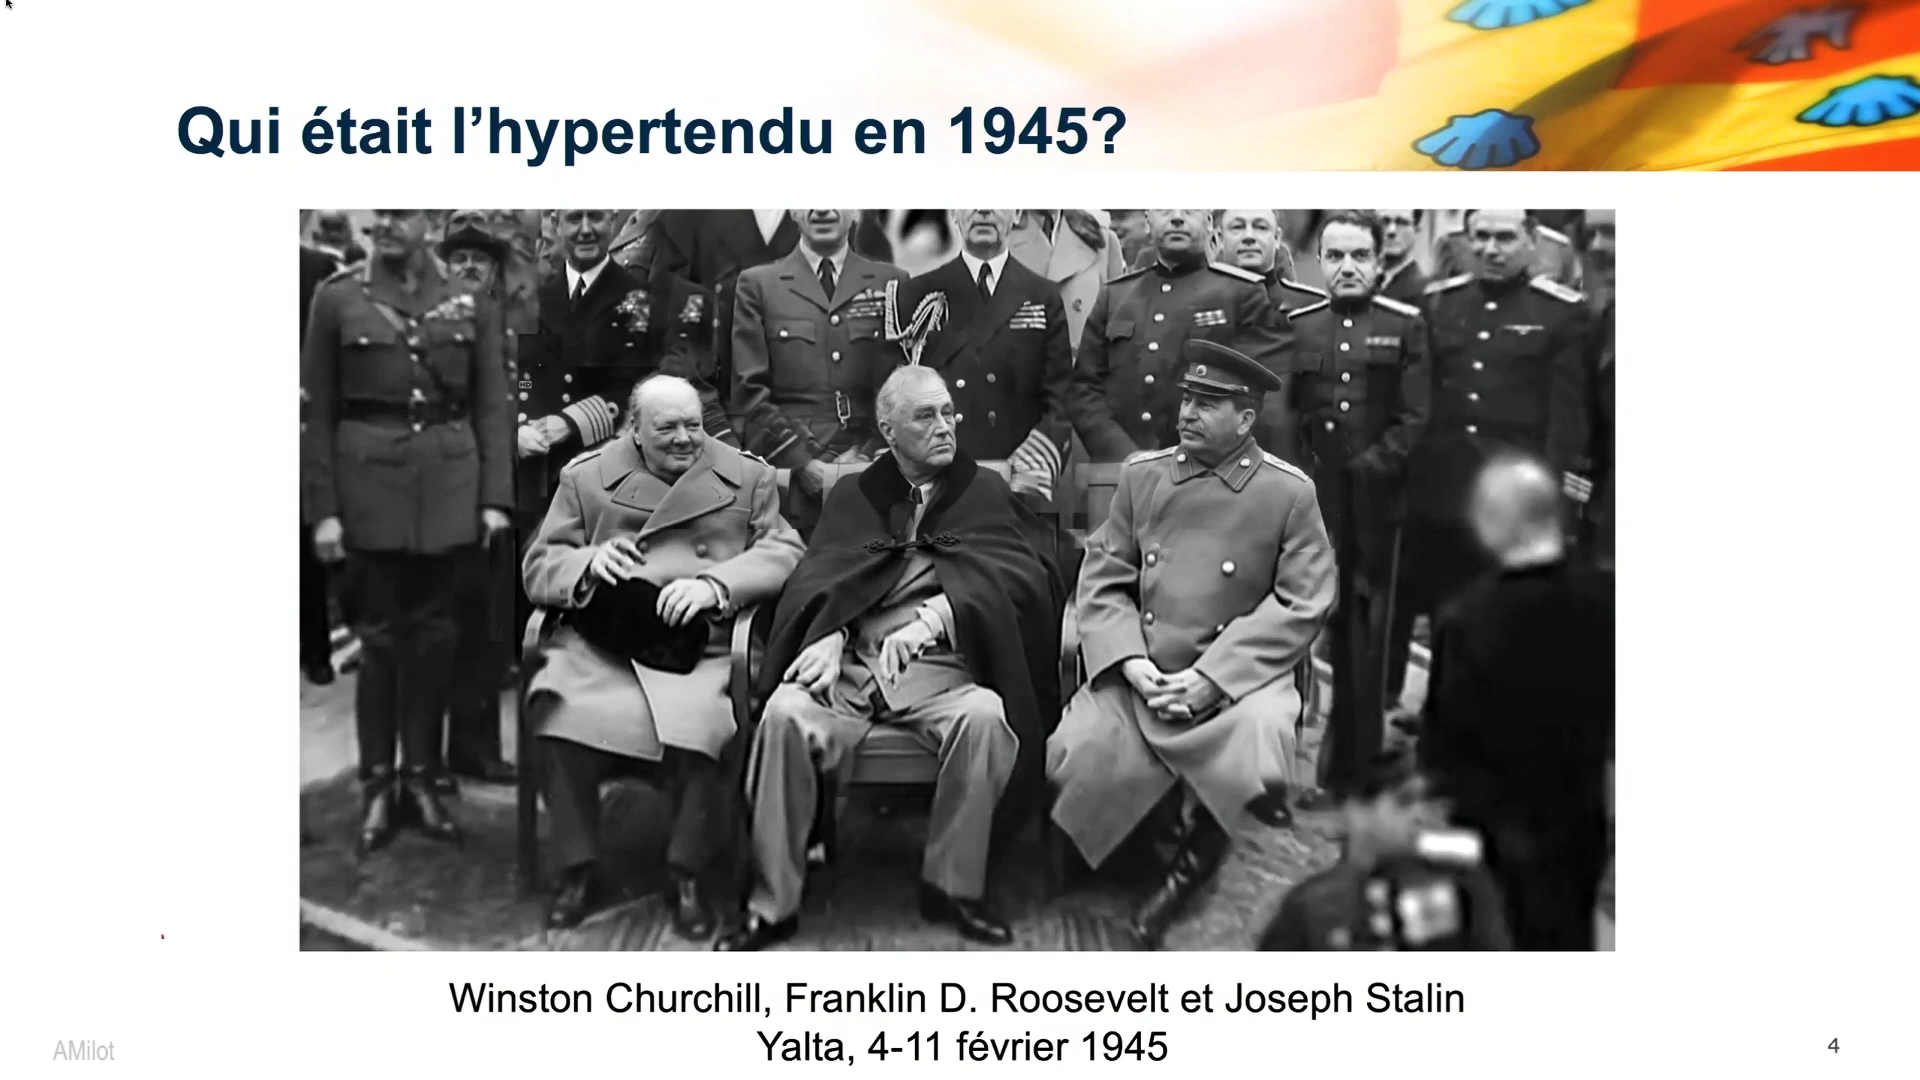 Qui était l’hypertendu en 1945?
HD
Winston Churchill, Franklin D. Roosevelt et Joseph Stalin
Yalta, 4-11 février 1945
AMilot
4